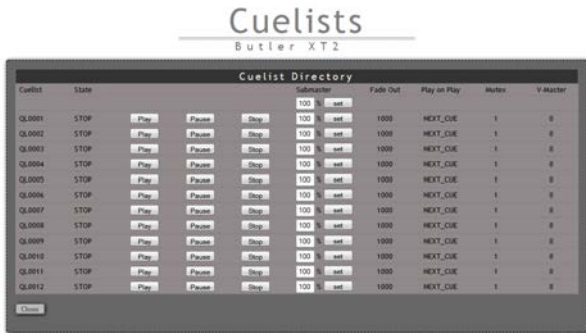 Cuelists
Butler XT2
Cuelist Directory
Cuelist State Submaster Fade Out Play on Play Mutex V-Master
100 % set
QL0001 STOP Play Pause Stop 100 % set 1000 NEXT_CUE 1 0
QL0002 STOP Play Pause Stop 100 % set 1000 NEXT_CUE 1 0
QL0003 STOP Play Pause Stop 100 % set 1000 NEXT_CUE 1 0
QL0004 STOP Play Pause Stop 100 % set 1000 NEXT_CUE 1 0
QL0005 STOP Play Pause Stop 100 % set 1000 NEXT_CUE 1 0
QL0006 STOP Play Pause Stop 100 % set 1000 NEXT_CUE 1 0
QL0007 STOP Play Pause Stop 100 % set 1000 NEXT_CUE 1 0
QL0008 STOP Play Pause Stop 100 % set 1000 NEXT_CUE 1 0
QL0009 STOP Play Pause Stop 100 % set 1000 NEXT_CUE 1 0
QL0010 STOP Play Pause Stop 100 % set 1000 NEXT_CUE 1 0
QL0011 STOP Play Pause Stop 100 % set 1000 NEXT_CUE 1 0
QL0012 STOP Play Pause Stop 100 % set 1000 NEXT_CUE 1 0
Close